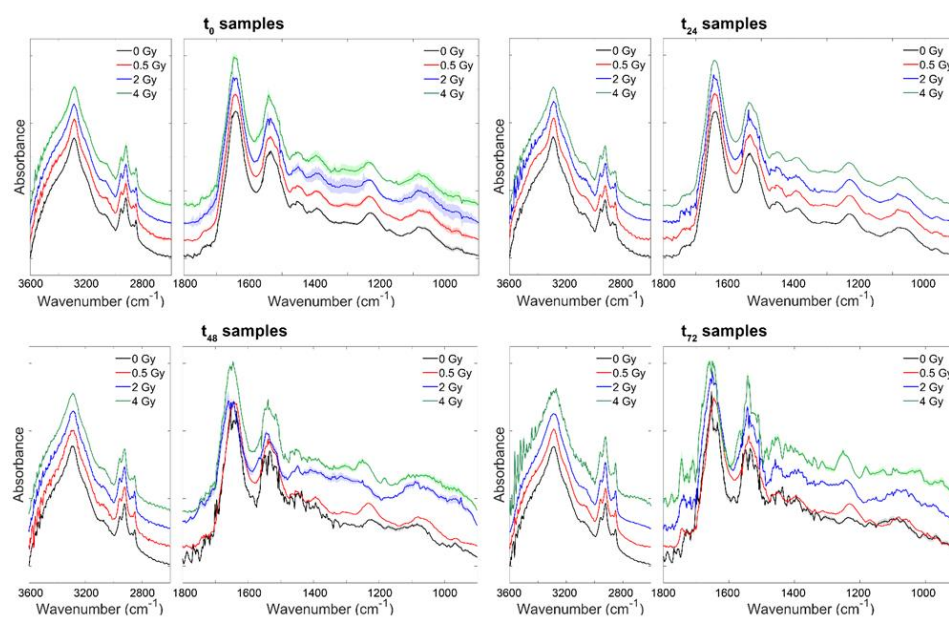 t0 samples
0 Gy
0.5 Gy
2 Gy
4 Gy
0 Gy
0.5 Gy
2 Gy
4 Gy
Absorbance
3600 3200 2800
1800 1600 1400 1200 1000
Wavenumber (cm-1)
Wavenumber (cm-1)
t24 samples
0 Gy
0.5 Gy
2 Gy
4 Gy
0 Gy
0.5 Gy
2 Gy
4 Gy
Absorbance
3600 3200 2800
1800 1600 1400 1200 1000
Wavenumber (cm-1)
Wavenumber (cm-1)
t48 samples
0 Gy
0.5 Gy
2 Gy
4 Gy
0 Gy
0.5 Gy
2 Gy
4 Gy
Absorbance
3600 3200 2800
1800 1600 1400 1200 1000
Wavenumber (cm-1)
Wavenumber (cm-1)
t72 samples
0 Gy
0.5 Gy
2 Gy
4 Gy
0 Gy
0.5 Gy
2 Gy
4 Gy
Absorbance
3600 3200 2800
1800 1600 1400 1200 1000
Wavenumber (cm-1)
Wavenumber (cm-1)